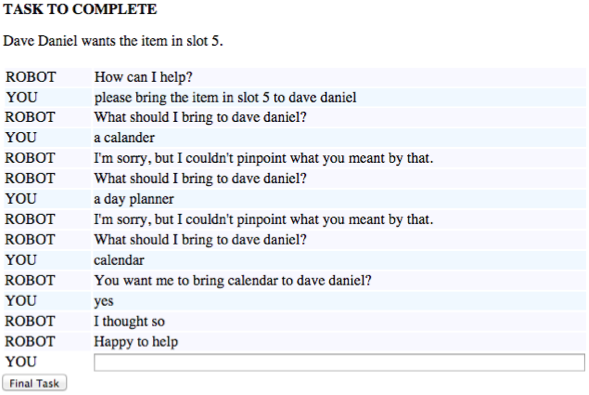 TASK TO COMPLETE
Dave Daniel wants the item in slot 5.
ROBOT How can I help?
YOU please bring the item in slot 5 to dave daniel
ROBOT What should I bring to dave daniel?
YOU a calander
ROBOT I'm sorry, but I couldn't pinpoint what you meant by that.
ROBOT What should I bring to dave daniel?
YOU a day planner
ROBOT I'm sorry, but I couldn't pinpoint what you meant by that.
ROBOT What should I bring to dave daniel?
YOU calendar
ROBOT You want me to bring calendar to dave daniel?
YOU yes
ROBOT I thought so
ROBOT Happy to help
YOU
Final Task